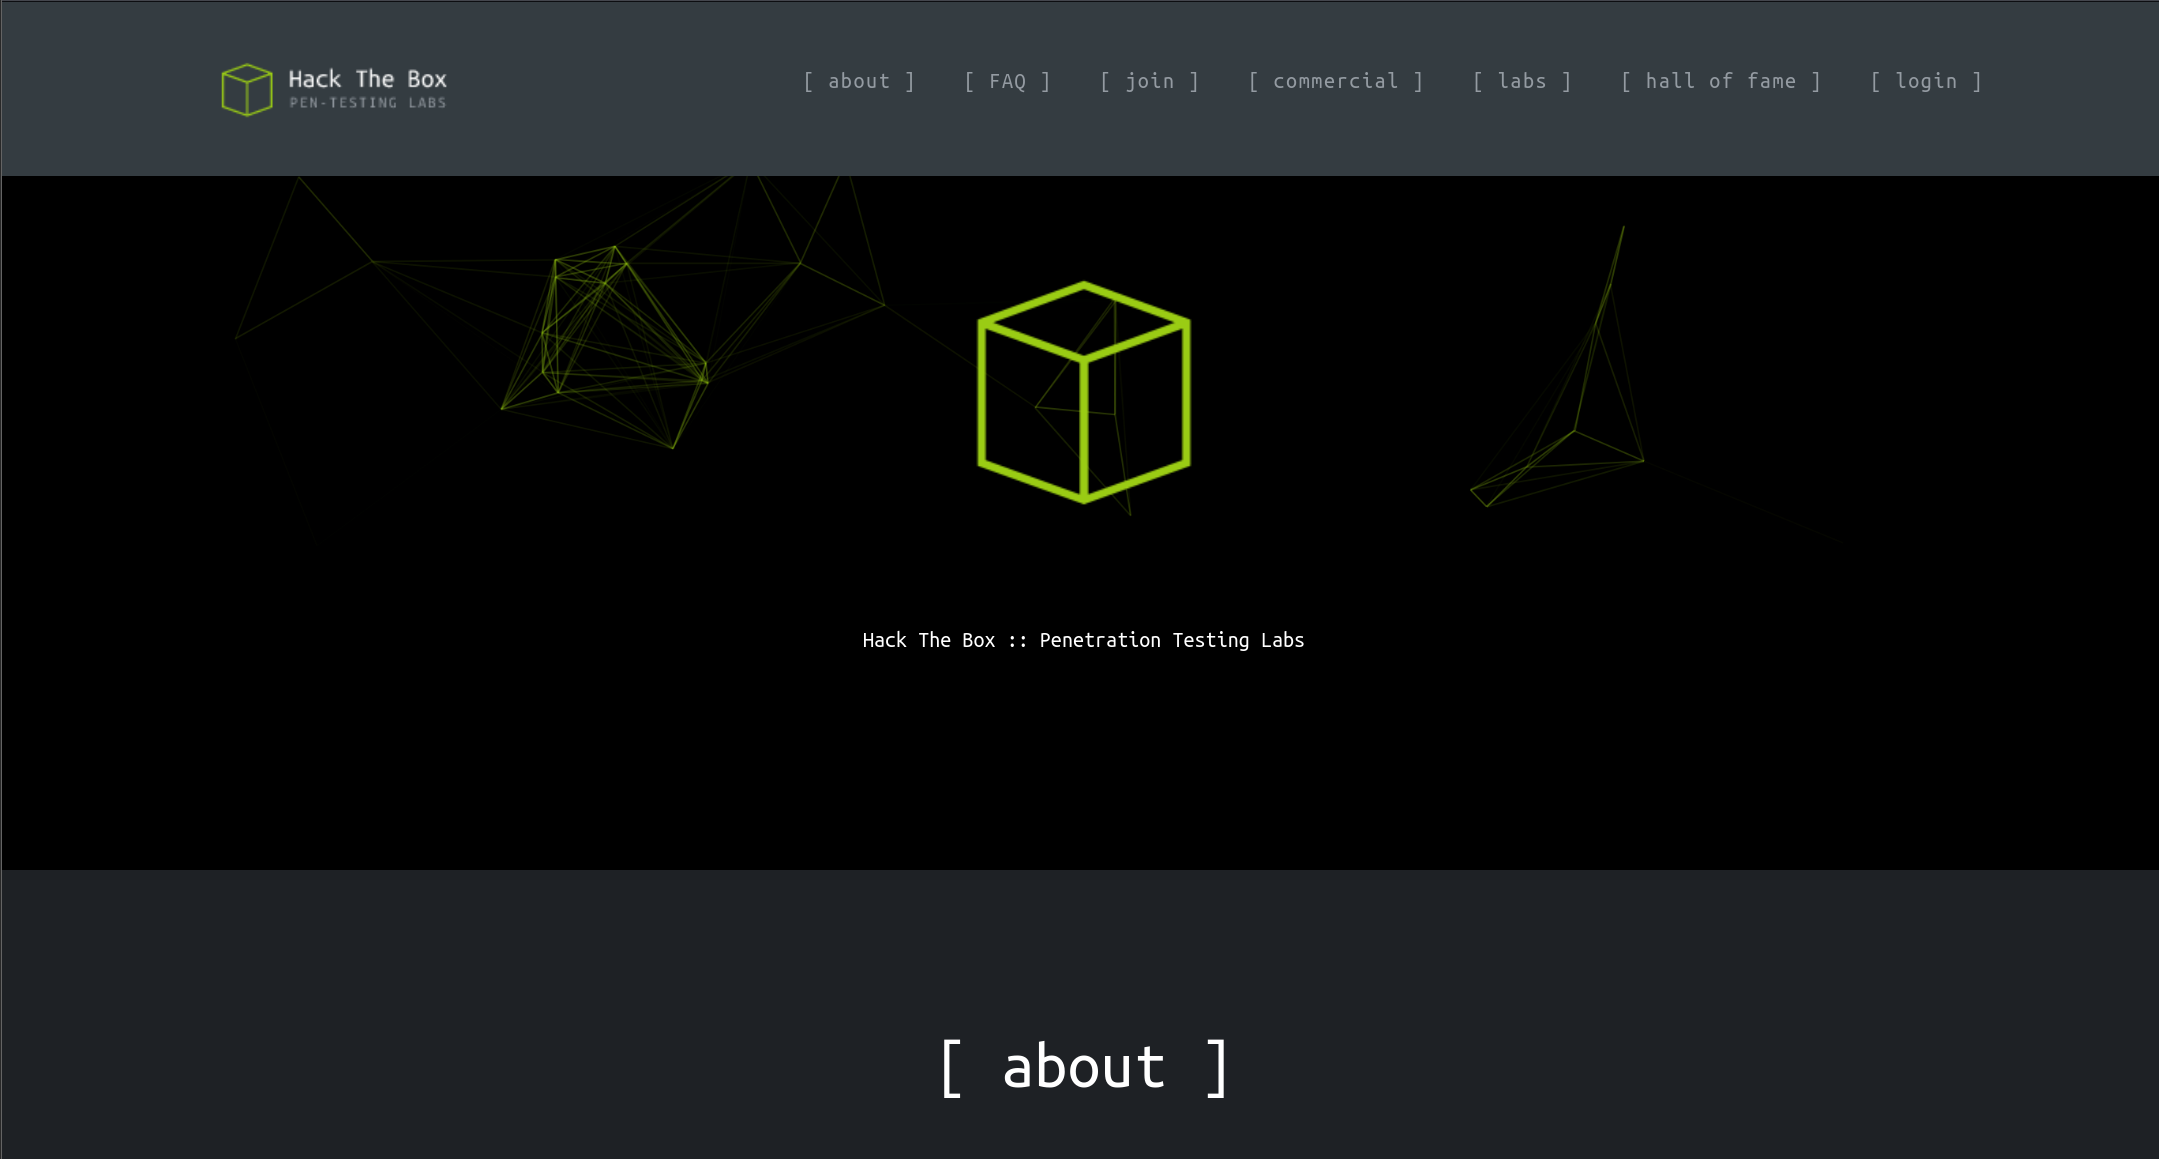 Hack The Box
PEN-TESTING LABS
[ about ] [ FAQ ] [ join ] [ commercial ] [ labs ] [ hall of fame ] [ login ]
Hack The Box :: Penetration Testing Labs
[ about ]